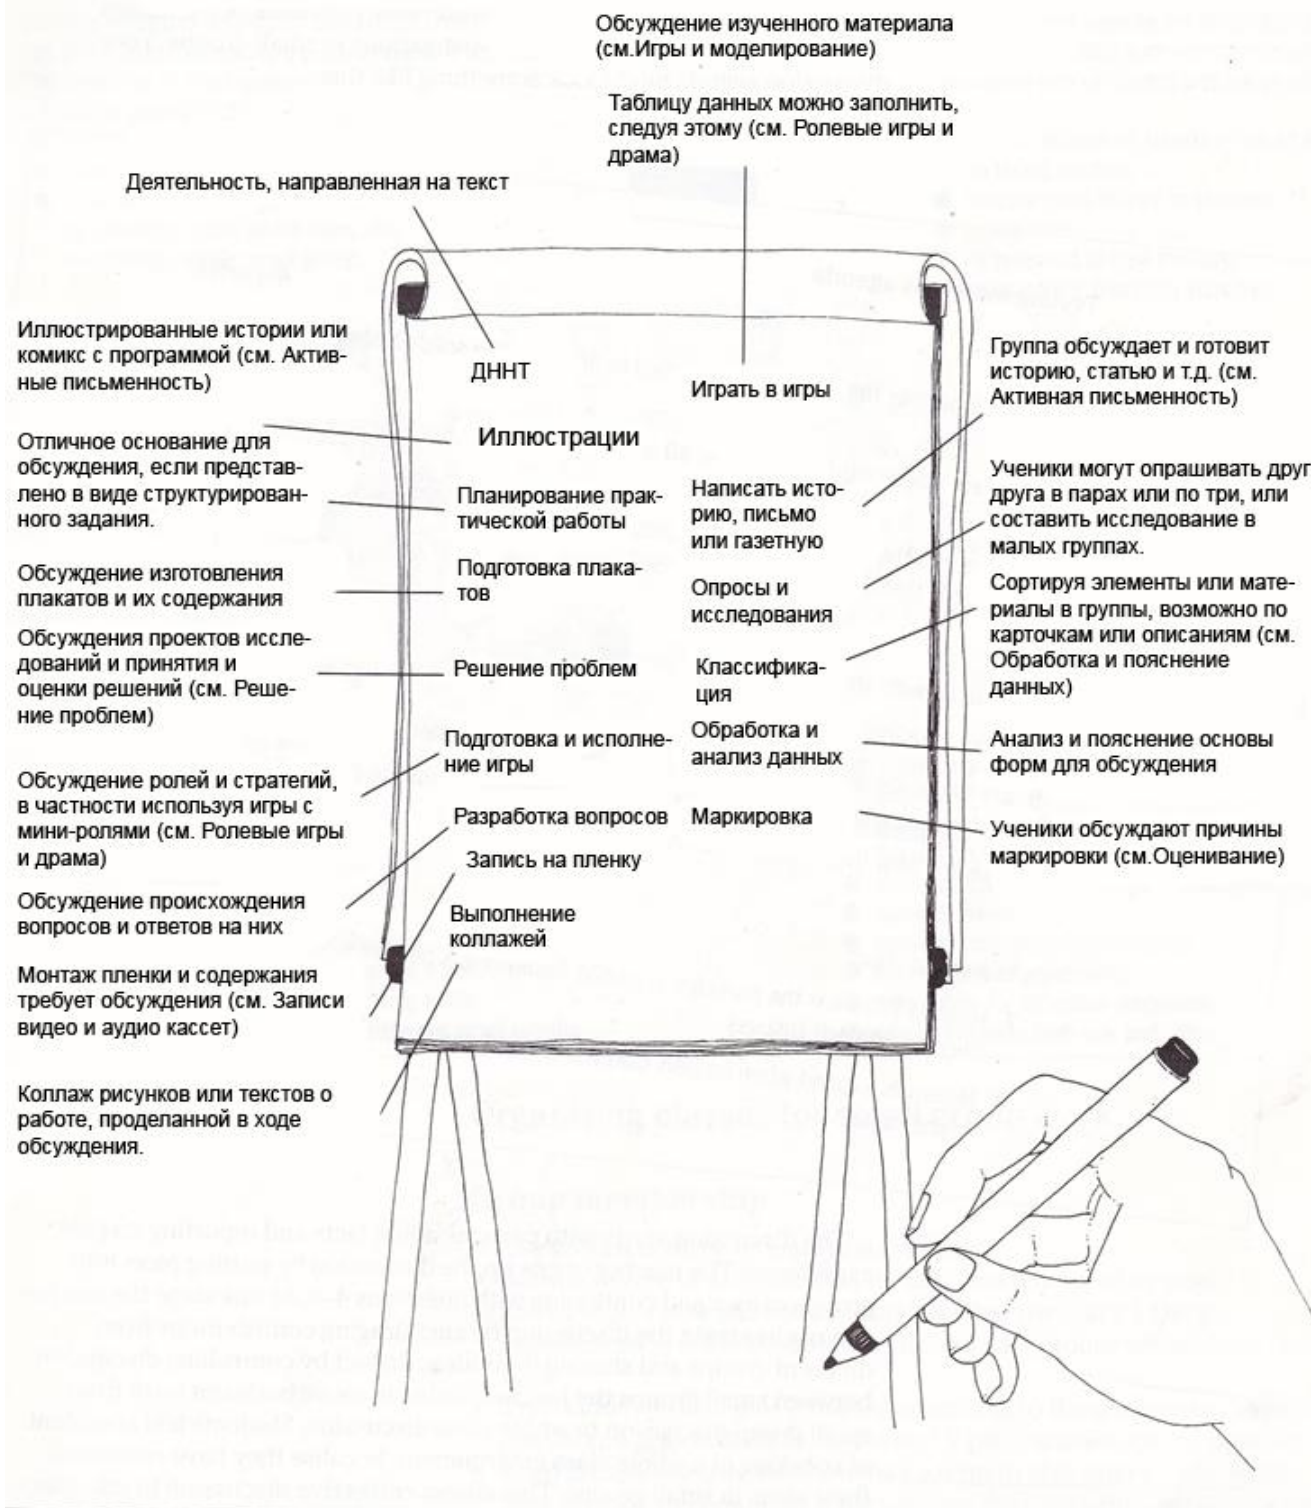 Обсуждение изученного материала
(см.Игры и моделирование)
Таблицу данных можно заполнить,
следуя этому (см. Ролевые игры и
драма)
Деятельность, направленная на текст
Иллюстрированные истории или
комикс с программой (см. Актив-
ные письменность)
Отличное основание для
обсуждения, если представ-
лено в виде структурирован-
ного задания.
Обсуждение изготовления
плакатов и их содержания
Обсуждения проектов иссле-
дований и принятия и
оценки решений (см. Реше-
ние проблем)
Обсуждение ролей и стратегий,
в частности используя игры с
мини-ролями (см. Ролевые игры
и драма)
Обсуждение происхождения
вопросов и ответов на них
Монтаж пленки и содержания
требует обсуждения (см. Записи
видео и аудио кассет)
Коллаж рисунков или текстов о
работе, проделанной в ходе
обсуждения.
ДННТ
Иллюстрации
Планирование прак-
тической работы
Подготовка плака-
тов
Решение проблем
Подготовка и исполне-
ние игры
Разработка вопросов
Запись на пленку
Выполнение
коллажей
Играть в игры
Написать исто-
рию, письмо
или газетную
Опросы и
исследования
Классифика-
ция
Обработка и
анализ данных
Маркировка
Группа обсуждает и готовит
историю, статью и т.д. (см.
Активная письменность)
Ученики могут опрашивать друг
друга в парах или по три, или
составить исследование в
малых группах.
Сортируя элементы или мате-
риалы в группы, возможно по
карточкам или описаниям (см.
Обработка и пояснение
данных)
Анализ и пояснение основы
форм для обсуждения
Ученики обсуждают причины
маркировки (см.Оценивание)